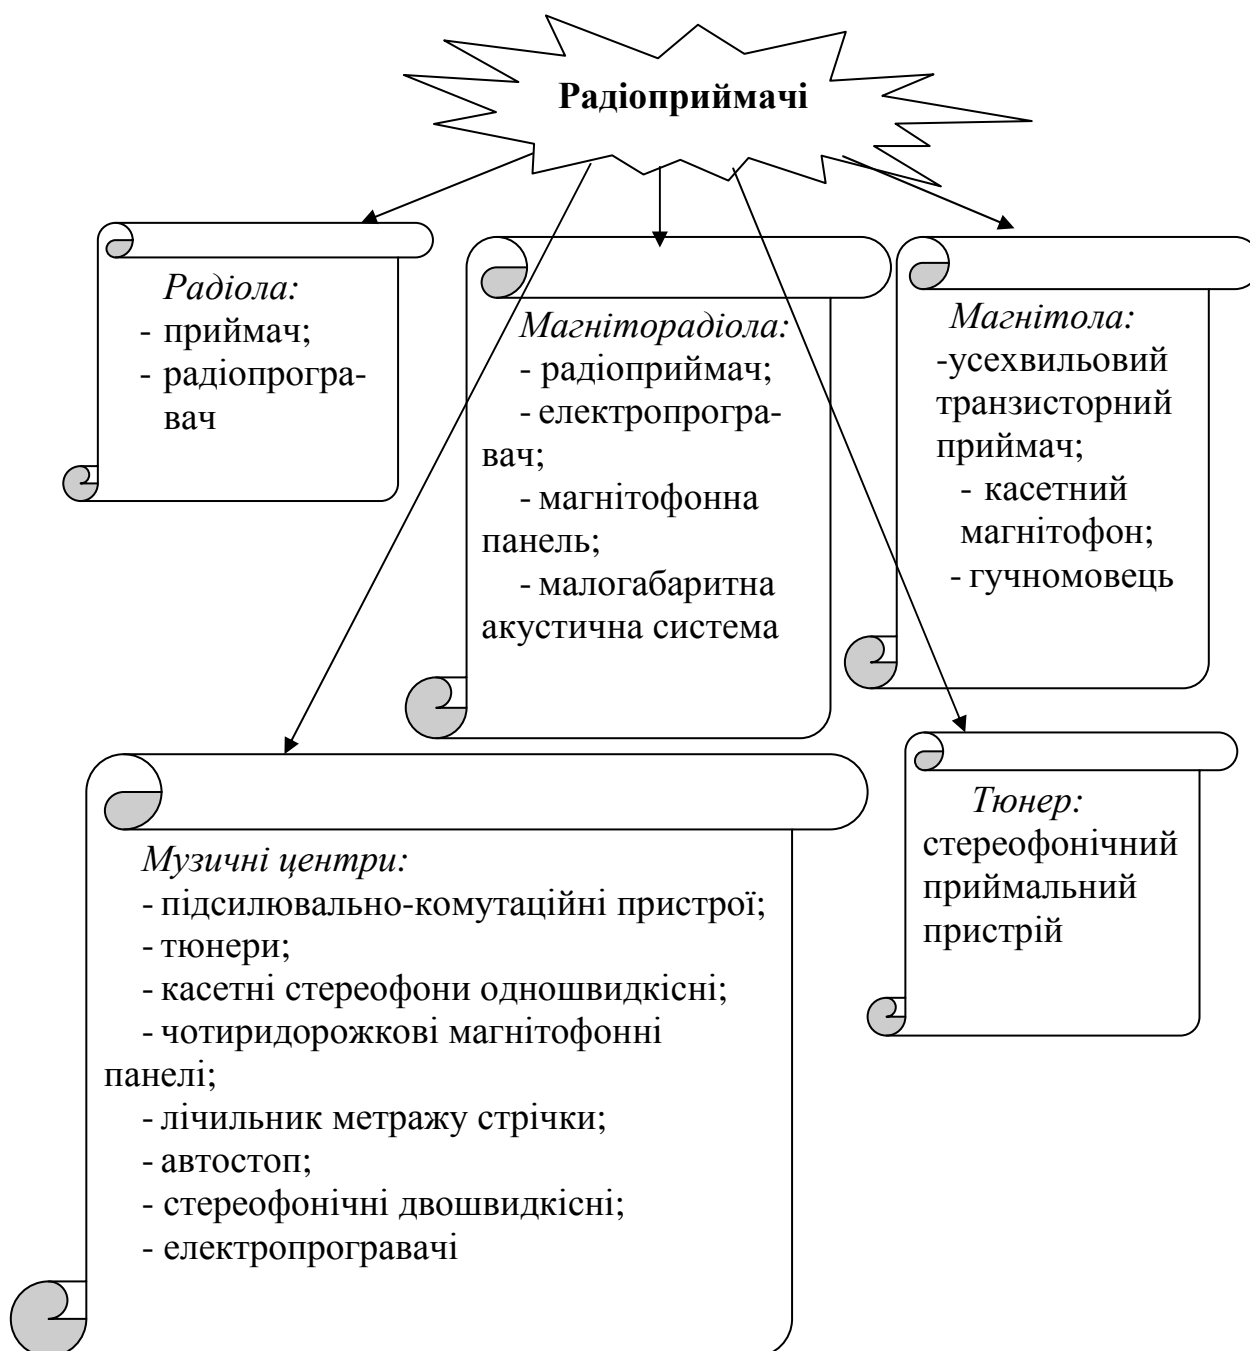 Радіоприймачі
Радіола:
- приймач;
- радіопрогра-
вач
Магніторадіола:
- радіоприймач;
- електропрогра-
вач;
- магнітофонна
панель;
- малогабаритна
акустична система
Магнітола:
-усехвильовий
транзисторний
приймач;
- касетний
магнітофон;
- гучномовець
Музичні центри:
- підсилювально-комутаційні пристрої;
- тюнери;
- касетні стереофони одношвидкісні;
- чотиридорожкові магнітофонні
панелі;
- лічильник метражу стрічки;
- автостоп;
- стереофонічні двошвидкісні;
- електропрогравачі
Тюнер:
стереофонічний
приймальний
пристрій